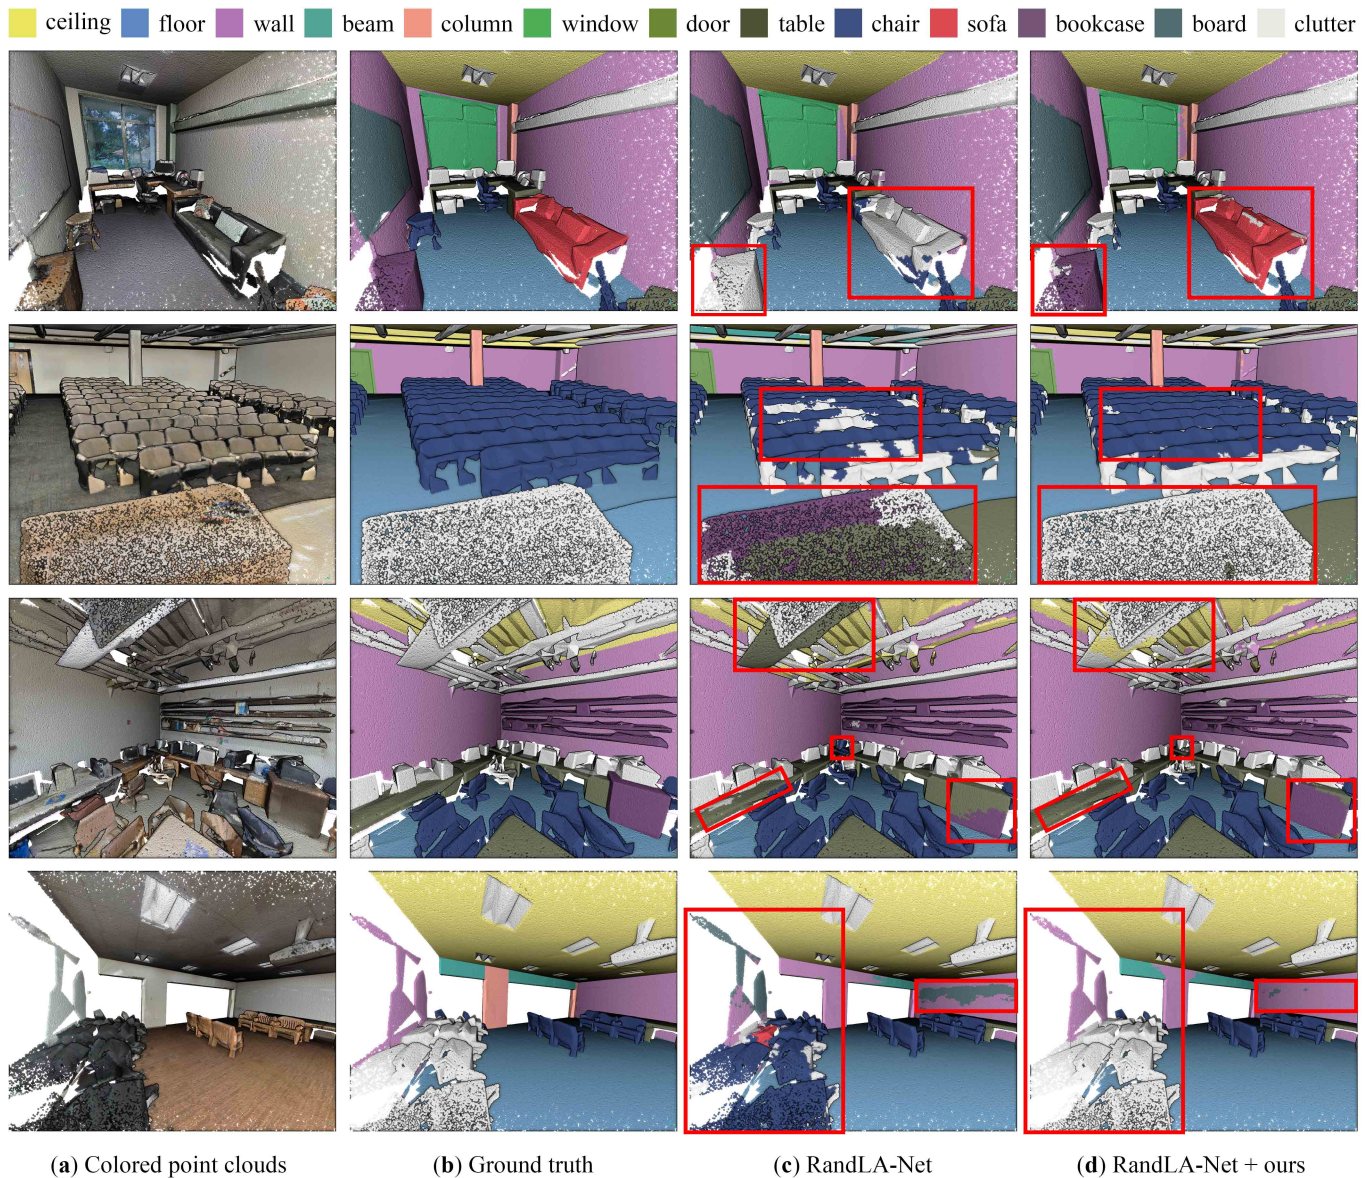 ceiling floor wall beam column window door table chair sofa bookcase board clutter
(a) Colored point clouds (b) Ground truth (c) RandLA-Net (d) RandLA-Net + ours